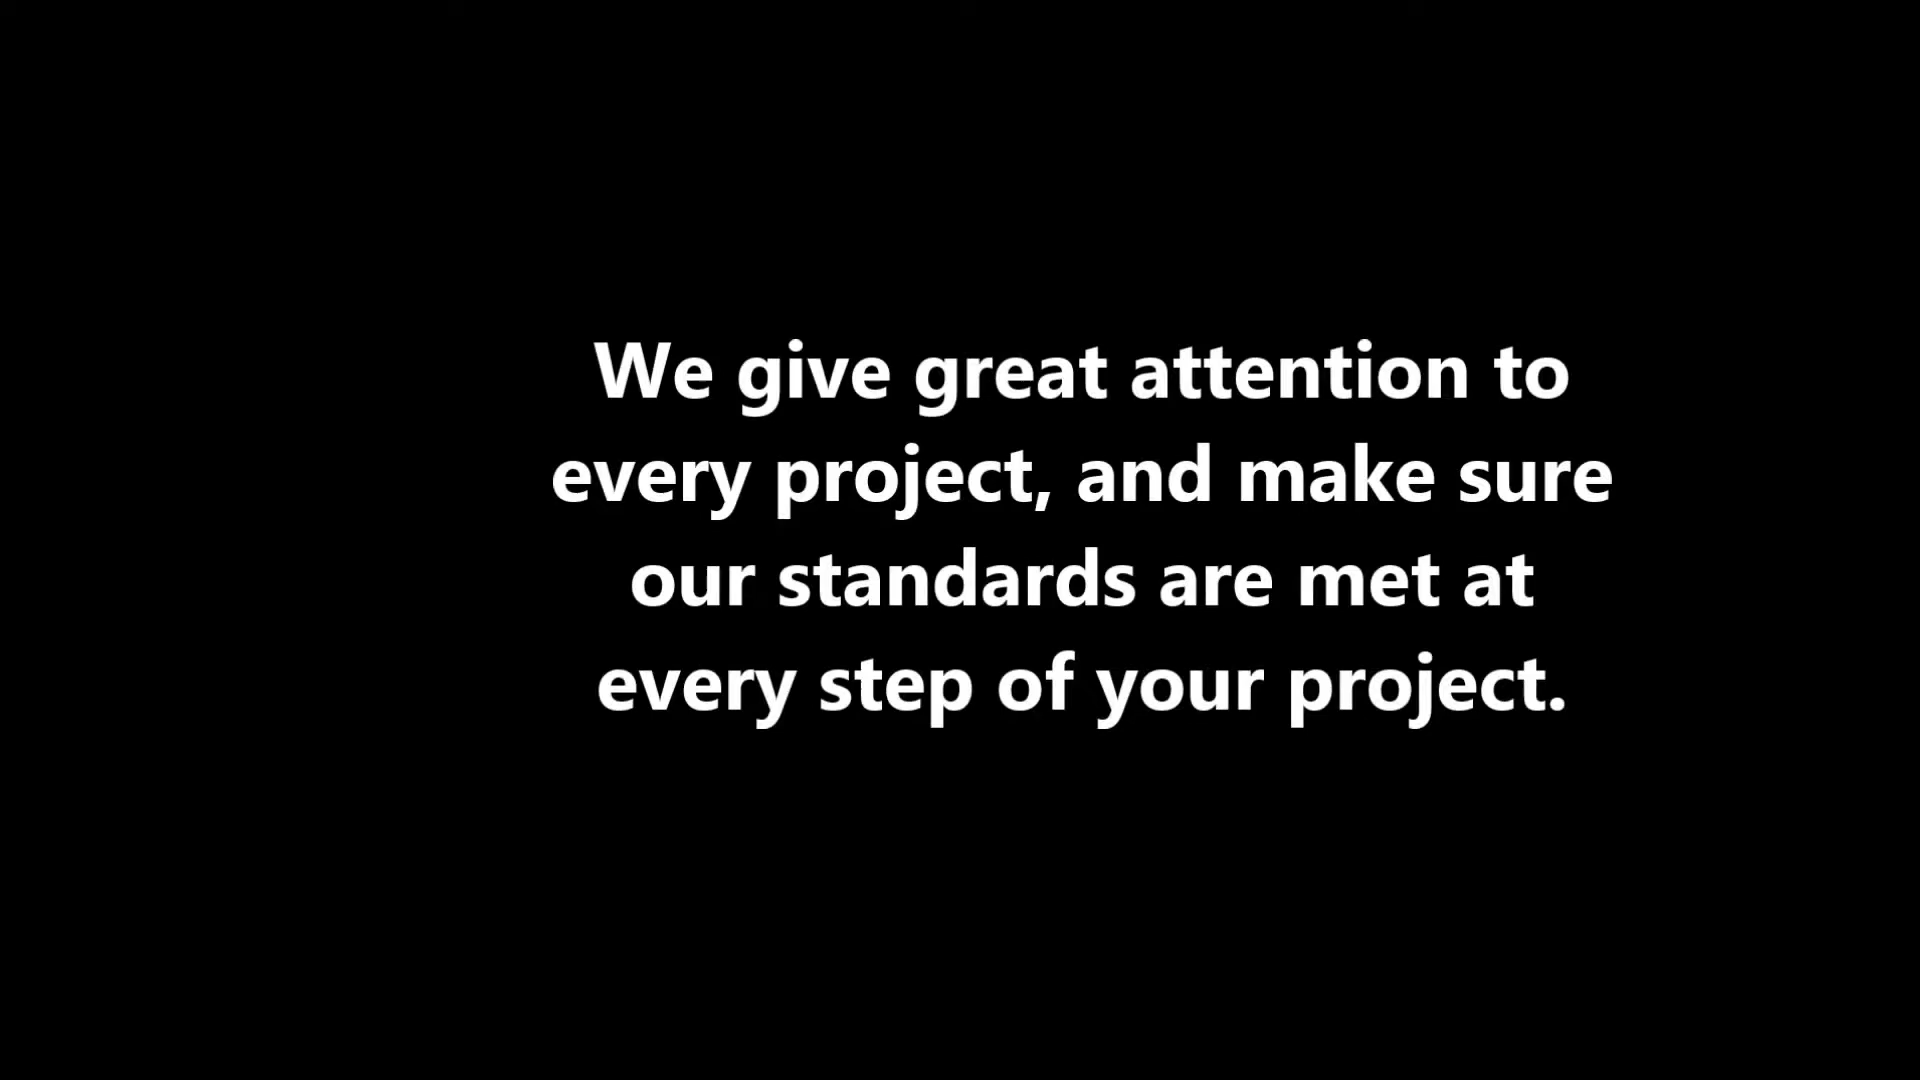 We give great attention to
every project, and make sure
our standards are met at
every step of your project.